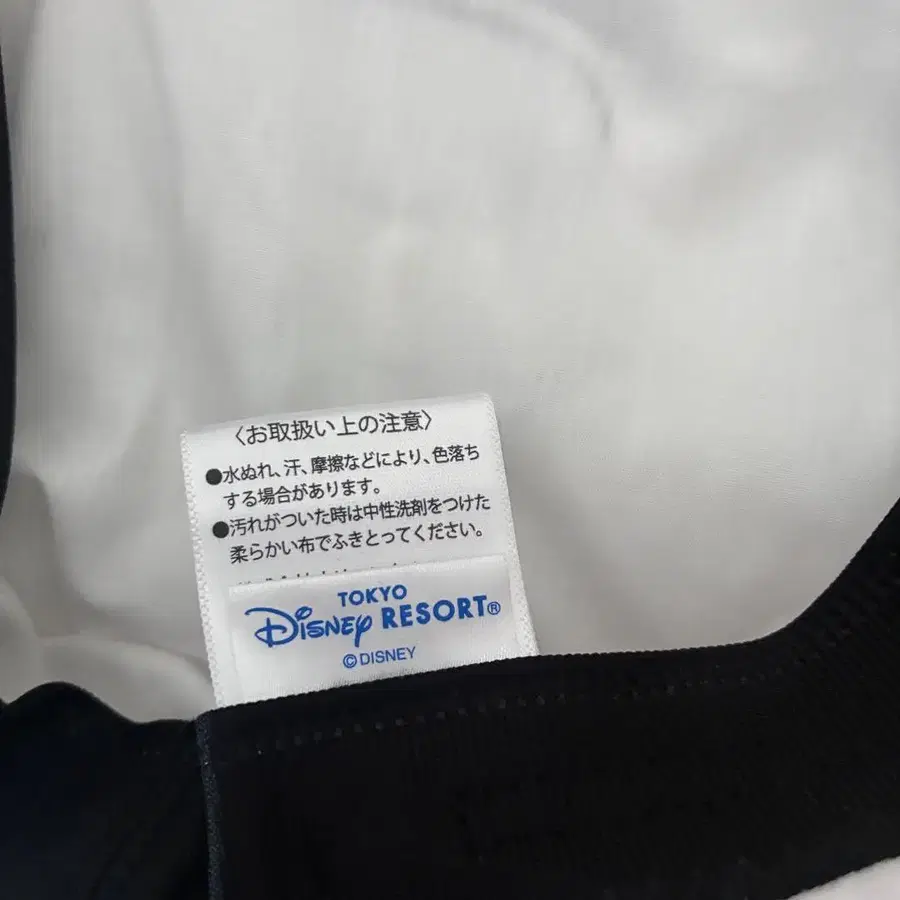 〈お取扱い上の注意〉
●水ぬれ、汗、摩擦などにより、色落ち
する場合があります。
●汚れがついた時は中性洗剤をつけた
柔らかい布でふきとってください。
TOKYO
Disney RESORT®
©DISNEY